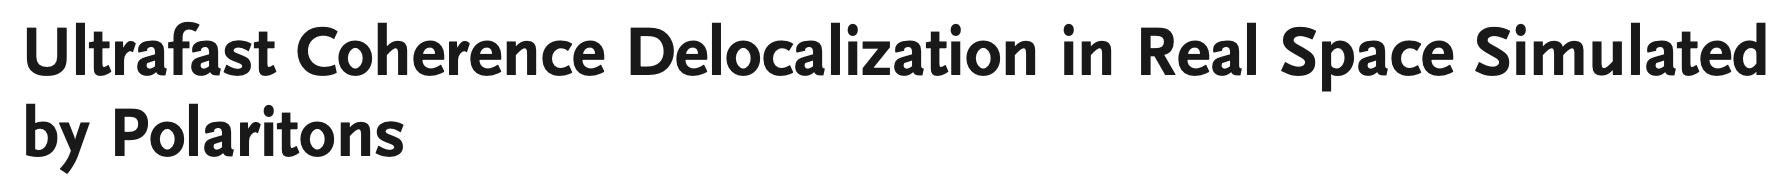 Ultrafast Coherence Delocalization in Real Space Simulated
by Polaritons